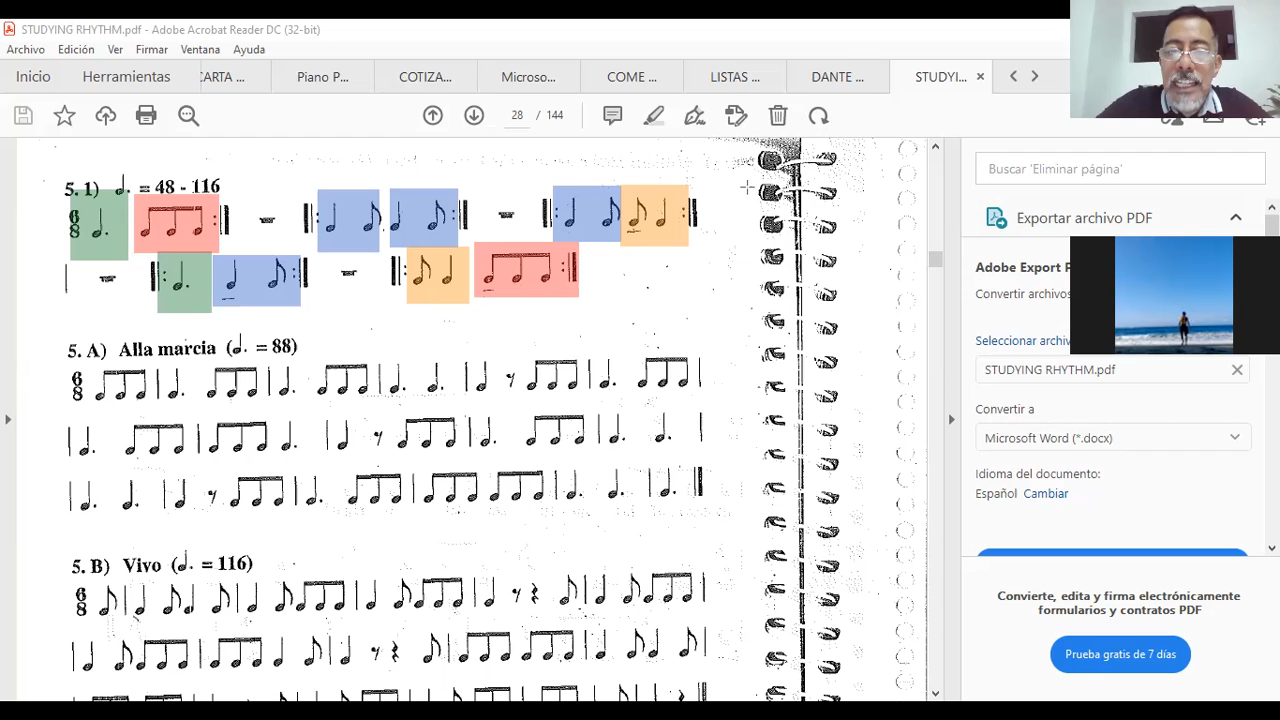 STUDYING RHYTHM.pdf - Adobe Acrobat Reader DC (32-bit)
Archivo Edición Ver Firmar Ventana Ayuda
Inicio Herramientas CARTA ... Piano P... COTIZA... Microso... COME ... LISTAS ... DANTE ... STUDYI...
28 / 144
5. 1) = 48 - 116
6
8
5. A) Alla marcia ( = 88)
6
8
5. B) Vivo ( = 116)
6
8
Buscar 'Eliminar página'
Exportar archivo PDF
Adobe Export P
Convertir archivos
Seleccionar archiv
STUDYING RHYTHM.pdf
Convertir a
Microsoft Word (*.docx)
Idioma del documento:
Español Cambiar
Convierte, edita y firma electrónicamente
formularios y contratos PDF
Prueba gratis de 7 días